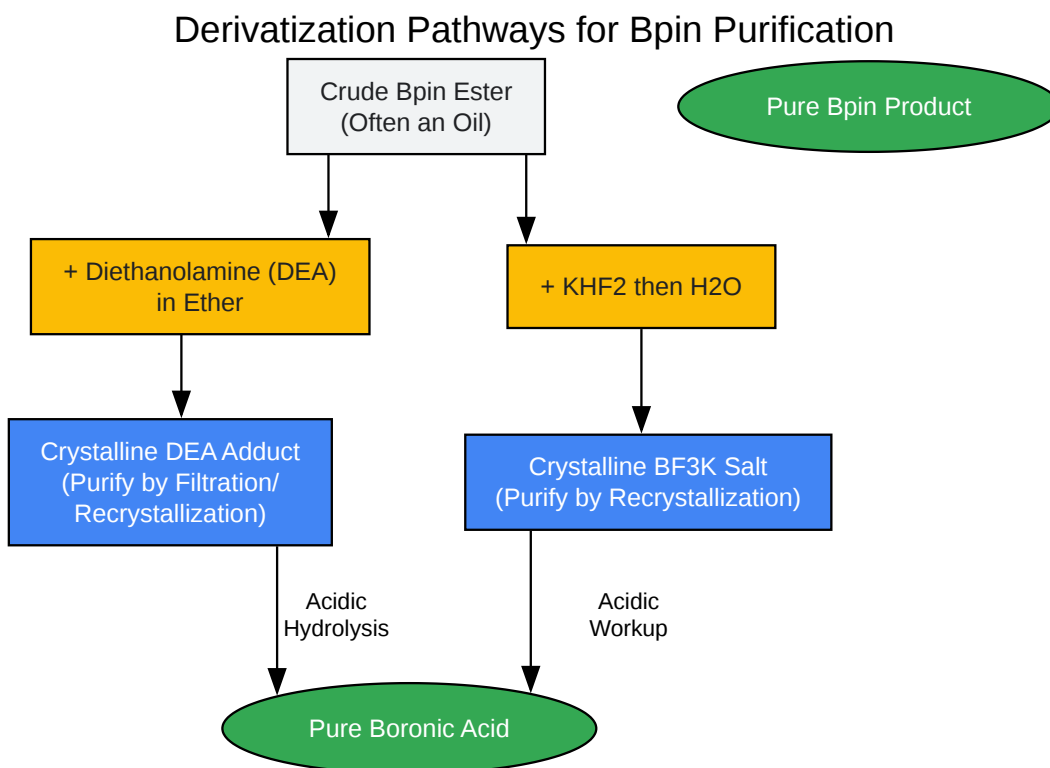 Derivatization Pathways for Bpin Purification
Crude Bpin Ester
(Often an Oil)
Pure Bpin Product
+ Diethanolamine (DEA)
in Ether
+ KHF2 then H2O
Crystalline DEA Adduct
(Purify by Filtration/
Recrystallization)
Crystalline BF3K Salt
(Purify by Recrystallization)
Acidic
Hydrolysis
Acidic
Workup
Pure Boronic Acid